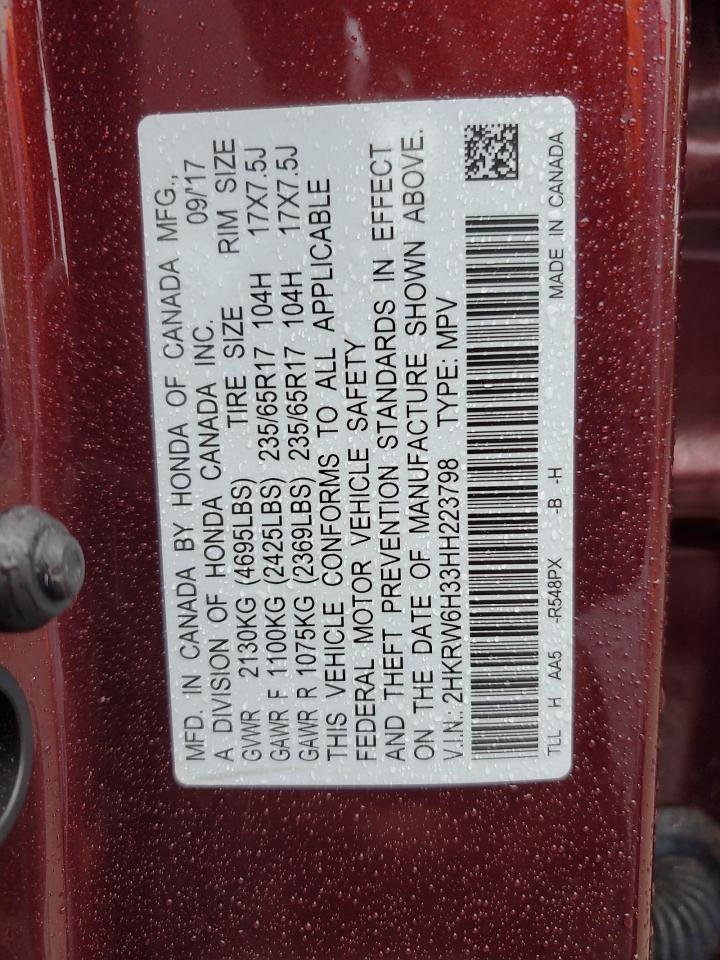 MFD. IN CANADA BY HONDA OF CANADA MFG.,
A DIVISION OF HONDA CANADA INC. 09/'17
GVWR 2130KG (4695LBS) TIRE SIZE RIM SIZE
GAWR F 1100KG (2425LBS) 235/65R17 104H 17X7.5J
GAWR R 1075KG (2369LBS) 235/65R17 104H 17X7.5J
THIS VEHICLE CONFORMS TO ALL APPLICABLE
FEDERAL MOTOR VEHICLE SAFETY
AND THEFT PREVENTION STANDARDS IN EFFECT
ON THE DATE OF MANUFACTURE SHOWN ABOVE.
V.I.N.: 2HKRW6H33HH223798 TYPE: MPV
TLL H AA5 -R548PX -B -H MADE IN CANADA